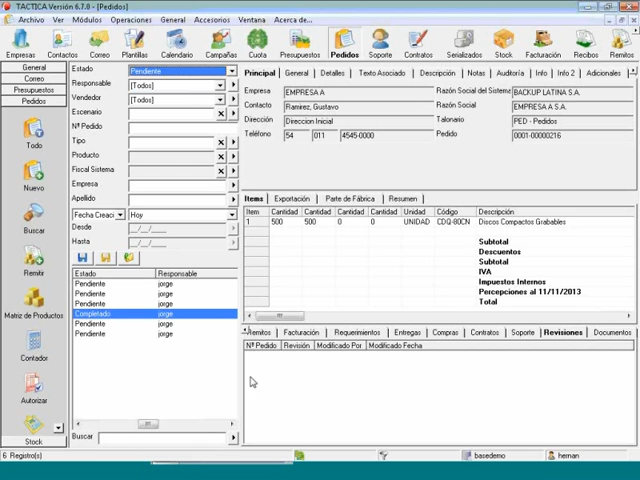 TACTICA Versión 6.7.0 - [Pedidos]
Archivo Ver Módulos Operaciones General Accesorios Ventana Acerca de...
Empresas Contactos Correo Plantillas Calendario Campañas Cuota Presupuestos Pedidos Soporte Contratos Serializados Stock Facturación Recibos Remitos
General
Correo
Presupuestos
Pedidos
Todo
Nuevo
Buscar
Remitir
Matriz de Productos
Contador
Autorizar
Stock
Estado Pendiente
Responsable [Todos]
Vendedor [Todos]
Escenario
Nº Pedido
Tipo
Producto
Fiscal Sistema
Empresa
Apellido
Fecha Creaci Hoy
Desde __/__/____
Hasta __/__/____
Estado Responsable
Pendiente jorge
Pendiente jorge
Pendiente jorge
Completado jorge
Pendiente jorge
Pendiente jorge
Buscar
Principal General Detalles Texto Asociado Descripción Notas Auditoría Info Info 2 Adicionales
Empresa EMPRESA A Razón Social del Sistema BACKUP LATINA S.A.
Contacto Ramirez, Gustavo Razón Social EMPRESA A S.A.
Dirección Direccion Inicial Talonario PED - Pedidos
Teléfono 54 011 4545-0000 Pedido 0001-00000216
Items Exportación Parte de Fábrica Resumen
Item Cantidad Cantidad Cantidad Cantidad Unidad Código Descripción
1 500 500 0 0 UNIDAD CDQ-80CN Discos Compactos Grabables
Subtotal
Descuentos
Subtotal
IVA
Impuestos Internos
Percepciones al 11/11/2013
Total
Remitos Facturación Requerimientos Entregas Compras Contratos Soporte Revisiones Documentos
Nº Pedido Revisión Modificado Por Modificado Fecha
6 Registro(s) basedemo hernan